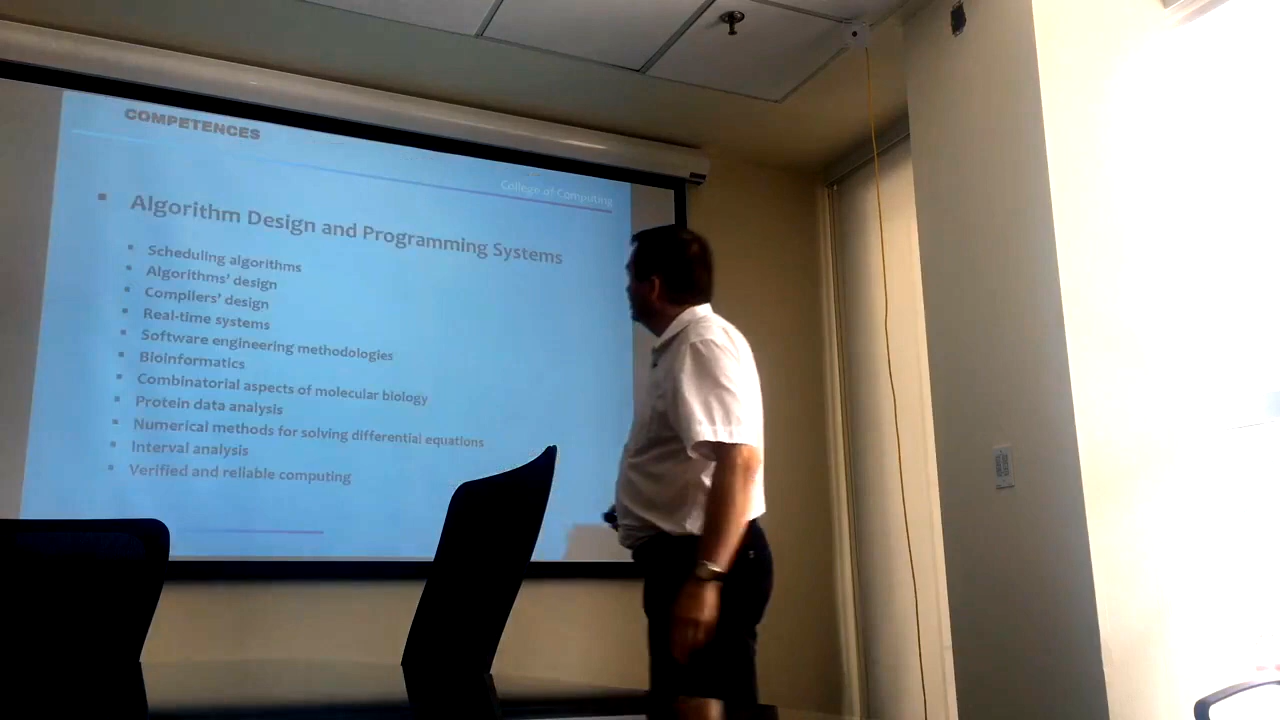 COMPETENCES
College of Computing
Algorithm Design and Programming Systems
Scheduling algorithms
Algorithms' design
Compilers' design
Real-time systems
Software engineering methodologies
Bioinformatics
Combinatorial aspects of molecular biology
Protein data analysis
Numerical methods for solving differential equations
Interval analysis
Verified and reliable computing